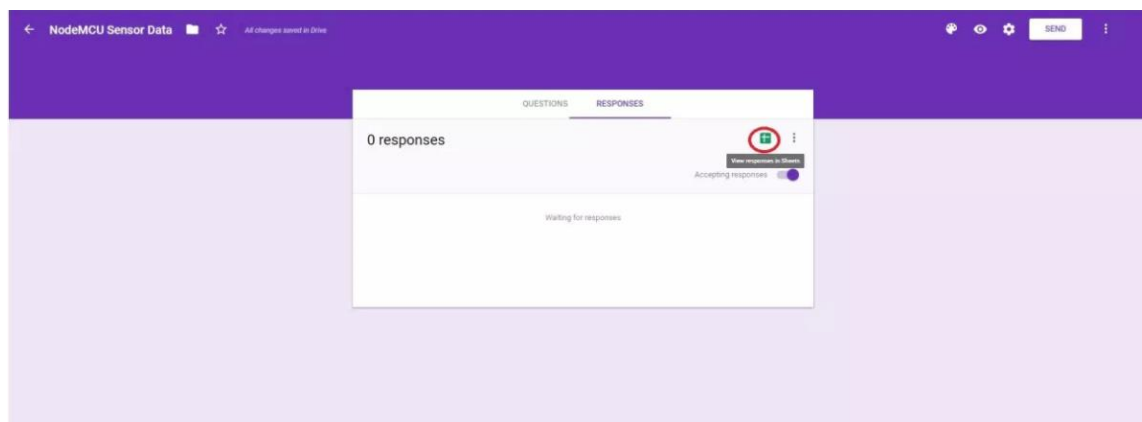 NodeMCU Sensor Data
All changes saved in Drive
SEND
QUESTIONS
RESPONSES
0 responses
View responses in Sheets
Accepting responses
Waiting for responses